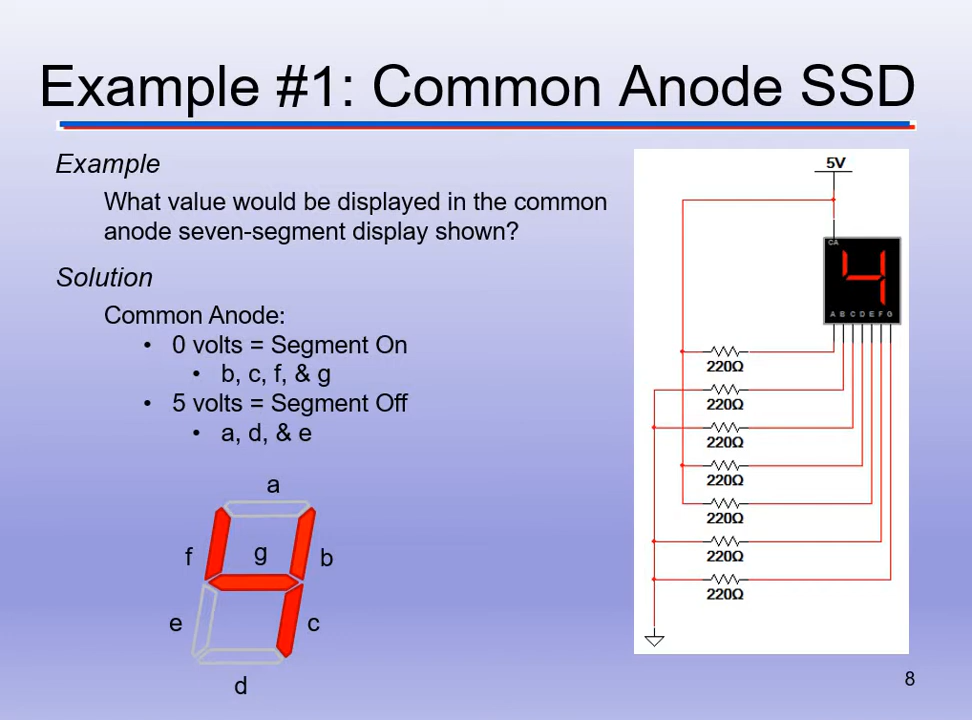 Example #1: Common Anode SSD
Example
What value would be displayed in the common
anode seven-segment display shown?
Solution
Common Anode:
• 0 volts = Segment On
• b, c, f, & g
• 5 volts = Segment Off
• a, d, & e
a
f
g
b
e
c
d
5V
CA
4
A B C D E F G
220Ω
220Ω
220Ω
220Ω
220Ω
220Ω
220Ω
8